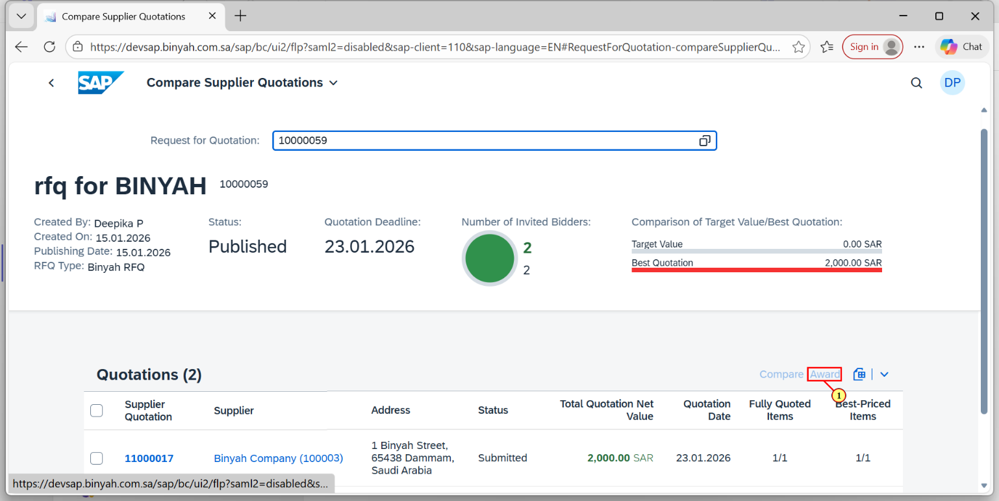 Compare Supplier Quotations
https://devsap.binyah.com.sa/sap/bc/ui2/flp?saml2=disabled&sap-client=110&sap-language=EN#RequestForQuotation-compareSupplierQu...
Sign in
Chat
SAP
Compare Supplier Quotations
DP
Request for Quotation:
10000059
rfq for BINYAH
10000059
Created By: Deepika P
Created On: 15.01.2026
Publishing Date: 15.01.2026
RFQ Type: Binyah RFQ
Status:
Published
Quotation Deadline:
23.01.2026
Number of Invited Bidders:
2
2
Comparison of Target Value/Best Quotation:
Target Value 0.00 SAR
Best Quotation 2,000.00 SAR
Quotations (2)
Compare Award
1
Supplier Quotation
Supplier
Address
Status
Total Quotation Net Value
Quotation Date
Fully Quoted Items
Best-Priced Items
11000017
Binyah Company (100003)
1 Binyah Street,
65438 Dammam,
Saudi Arabia
Submitted
2,000.00 SAR
23.01.2026
1/1
1/1
https://devsap.binyah.com.sa/sap/bc/ui2/flp?saml2=disabled&s...